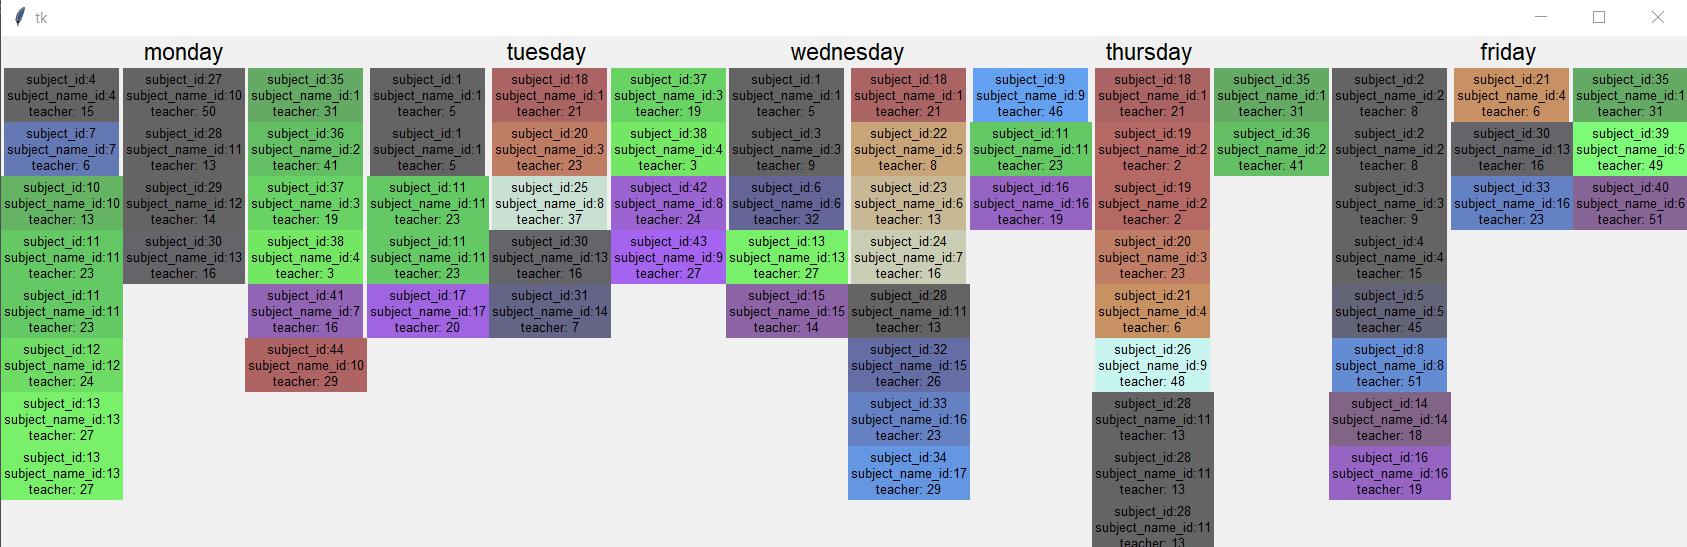 tk
monday
tuesday
wednesday
thursday
friday
subject_id:4
subject_name_id:4
teacher: 15
subject_id:7
subject_name_id:7
teacher: 6
subject_id:10
subject_name_id:10
teacher: 13
subject_id:11
subject_name_id:11
teacher: 23
subject_id:11
subject_name_id:11
teacher: 23
subject_id:12
subject_name_id:12
teacher: 24
subject_id:13
subject_name_id:13
teacher: 27
subject_id:13
subject_name_id:13
teacher: 27
subject_id:27
subject_name_id:10
teacher: 50
subject_id:28
subject_name_id:11
teacher: 13
subject_id:29
subject_name_id:12
teacher: 14
subject_id:30
subject_name_id:13
teacher: 16
subject_id:35
subject_name_id:1
teacher: 31
subject_id:36
subject_name_id:2
teacher: 41
subject_id:37
subject_name_id:3
teacher: 19
subject_id:38
subject_name_id:4
teacher: 3
subject_id:41
subject_name_id:7
teacher: 16
subject_id:44
subject_name_id:10
teacher: 29
subject_id:1
subject_name_id:1
teacher: 5
subject_id:1
subject_name_id:1
teacher: 5
subject_id:11
subject_name_id:11
teacher: 23
subject_id:11
subject_name_id:11
teacher: 23
subject_id:17
subject_name_id:17
teacher: 20
subject_id:18
subject_name_id:1
teacher: 21
subject_id:20
subject_name_id:3
teacher: 23
subject_id:25
subject_name_id:8
teacher: 37
subject_id:30
subject_name_id:13
teacher: 16
subject_id:31
subject_name_id:14
teacher: 7
subject_id:37
subject_name_id:3
teacher: 19
subject_id:38
subject_name_id:4
teacher: 3
subject_id:42
subject_name_id:8
teacher: 24
subject_id:43
subject_name_id:9
teacher: 27
subject_id:1
subject_name_id:1
teacher: 5
subject_id:3
subject_name_id:3
teacher: 9
subject_id:6
subject_name_id:6
teacher: 32
subject_id:13
subject_name_id:13
teacher: 27
subject_id:15
subject_name_id:15
teacher: 14
subject_id:18
subject_name_id:1
teacher: 21
subject_id:22
subject_name_id:5
teacher: 8
subject_id:23
subject_name_id:6
teacher: 13
subject_id:24
subject_name_id:7
teacher: 16
subject_id:28
subject_name_id:11
teacher: 13
subject_id:32
subject_name_id:15
teacher: 26
subject_id:33
subject_name_id:16
teacher: 23
subject_id:34
subject_name_id:17
teacher: 29
subject_id:9
subject_name_id:9
teacher: 46
subject_id:11
subject_name_id:11
teacher: 23
subject_id:16
subject_name_id:16
teacher: 19
subject_id:18
subject_name_id:1
teacher: 21
subject_id:19
subject_name_id:2
teacher: 2
subject_id:19
subject_name_id:2
teacher: 2
subject_id:20
subject_name_id:3
teacher: 23
subject_id:21
subject_name_id:4
teacher: 6
subject_id:26
subject_name_id:9
teacher: 48
subject_id:28
subject_name_id:11
teacher: 13
subject_id:28
subject_name_id:11
teacher: 13
subject_id:28
subject_name_id:11
teacher: 13
subject_id:35
subject_name_id:1
teacher: 31
subject_id:36
subject_name_id:2
teacher: 41
subject_id:2
subject_name_id:2
teacher: 8
subject_id:2
subject_name_id:2
teacher: 8
subject_id:3
subject_name_id:3
teacher: 9
subject_id:4
subject_name_id:4
teacher: 15
subject_id:5
subject_name_id:5
teacher: 45
subject_id:8
subject_name_id:8
teacher: 51
subject_id:14
subject_name_id:14
teacher: 18
subject_id:16
subject_name_id:16
teacher: 19
subject_id:21
subject_name_id:4
teacher: 6
subject_id:30
subject_name_id:13
teacher: 16
subject_id:33
subject_name_id:16
teacher: 23
subject_id:35
subject_name_id:1
teacher: 31
subject_id:39
subject_name_id:5
teacher: 49
subject_id:40
subject_name_id:6
teacher: 51